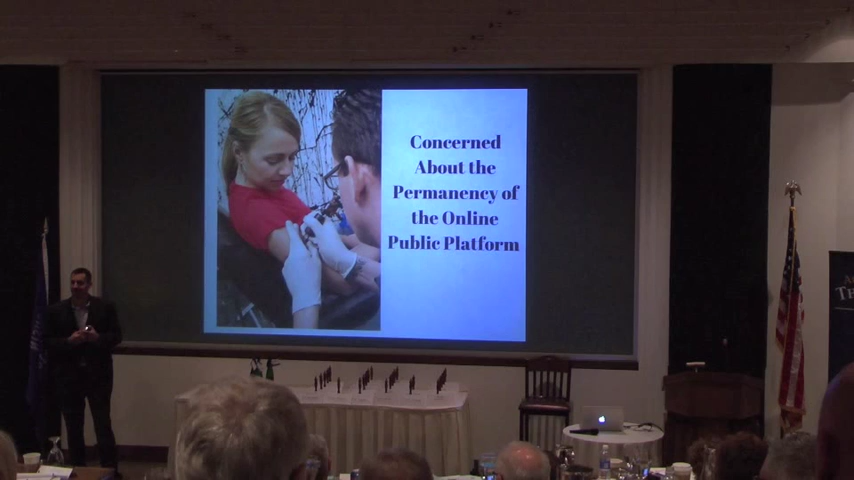 Concerned
About the
Permanency of
the Online
Public Platform